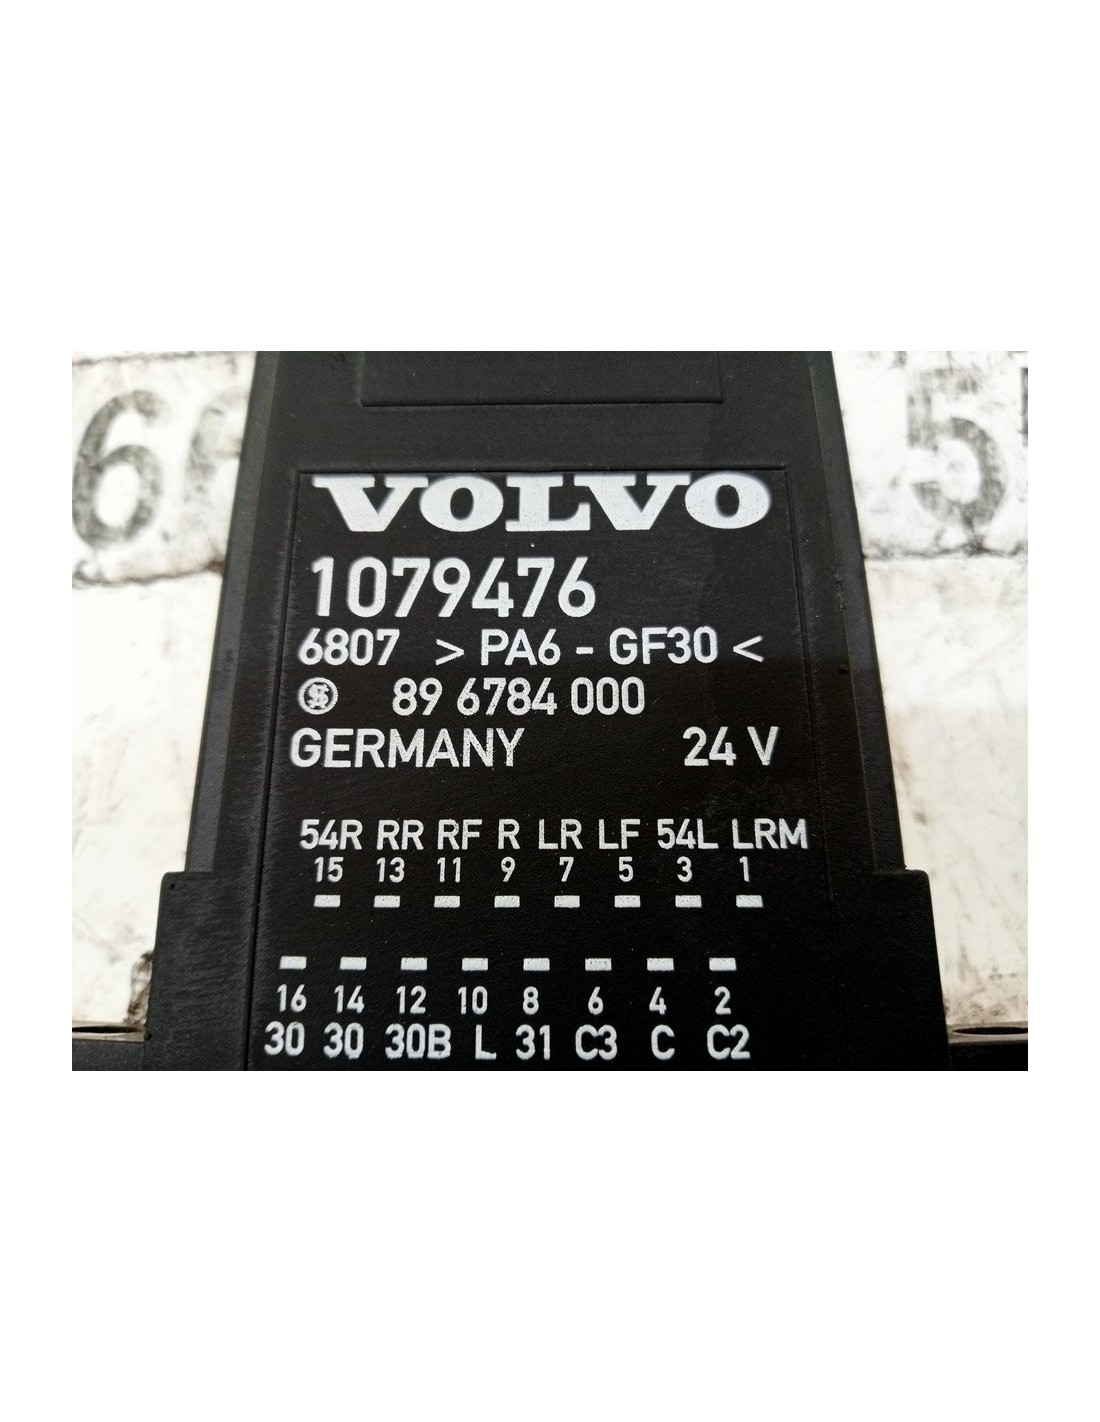 VOLVO
1079476
6807 > PA6 - GF30 <
89 6784 000
GERMANY 24 V
54R RR RF R LR LF 54L LRM
15 13 11 9 7 5 3 1
16 14 12 10 8 6 4 2
30 30 30B L 31 C3 C C2